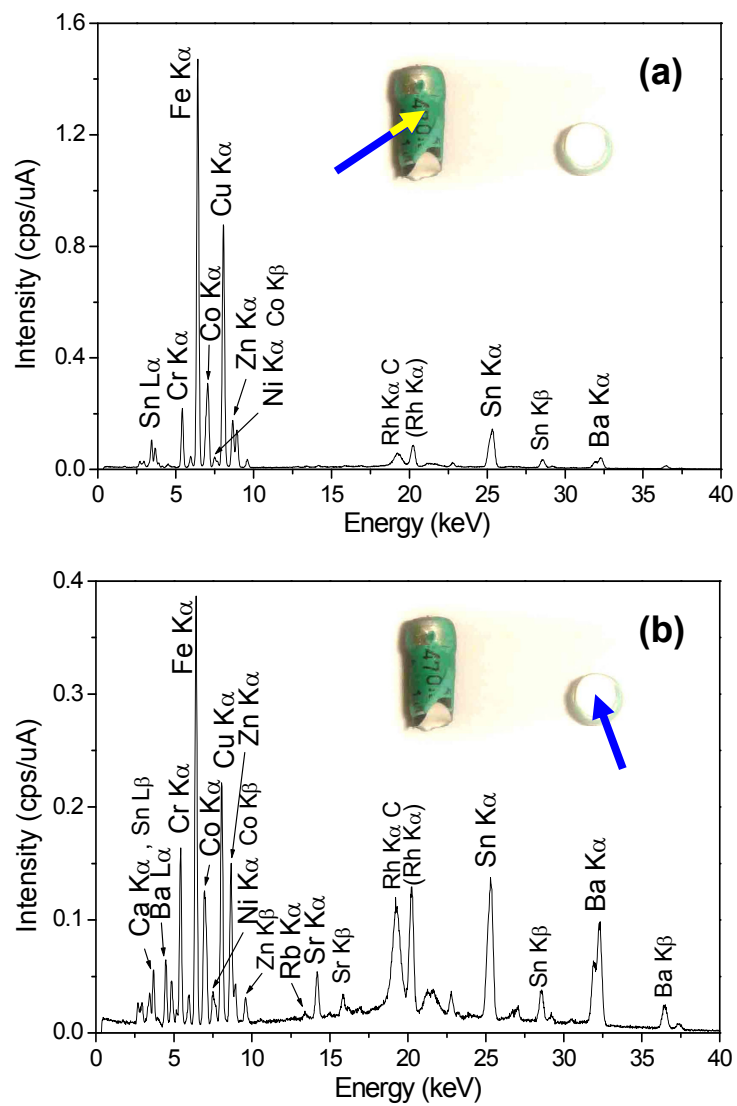 (a)
Intensity (cps/uA)
1.6
1.2
0.8
0.4
0.0
Sn Lα
Cr Kα
Fe Kα
Co Kα
Cu Kα
Zn Kα
Ni Kα Co Kβ
Rh Kα C
(Rh Kα)
Sn Kα
Sn Kβ
Ba Kα
0 5 10 15 20 25 30 35 40
Energy (keV)
(b)
470
Intensity (cps/uA)
0.4
0.3
0.2
0.1
0.0
Ca Kα , Sn Lβ
Ba Lα
Cr Kα
Fe Kα
Co Kα
Cu Kα
Zn Kα
Ni Kα Co Kβ
Zn Kβ
Rb Kα
Sr Kα
Sr Kβ
Rh Kα C
(Rh Kα)
Sn Kα
Sn Kβ
Ba Kα
Ba Kβ
0 5 10 15 20 25 30 35 40
Energy (keV)